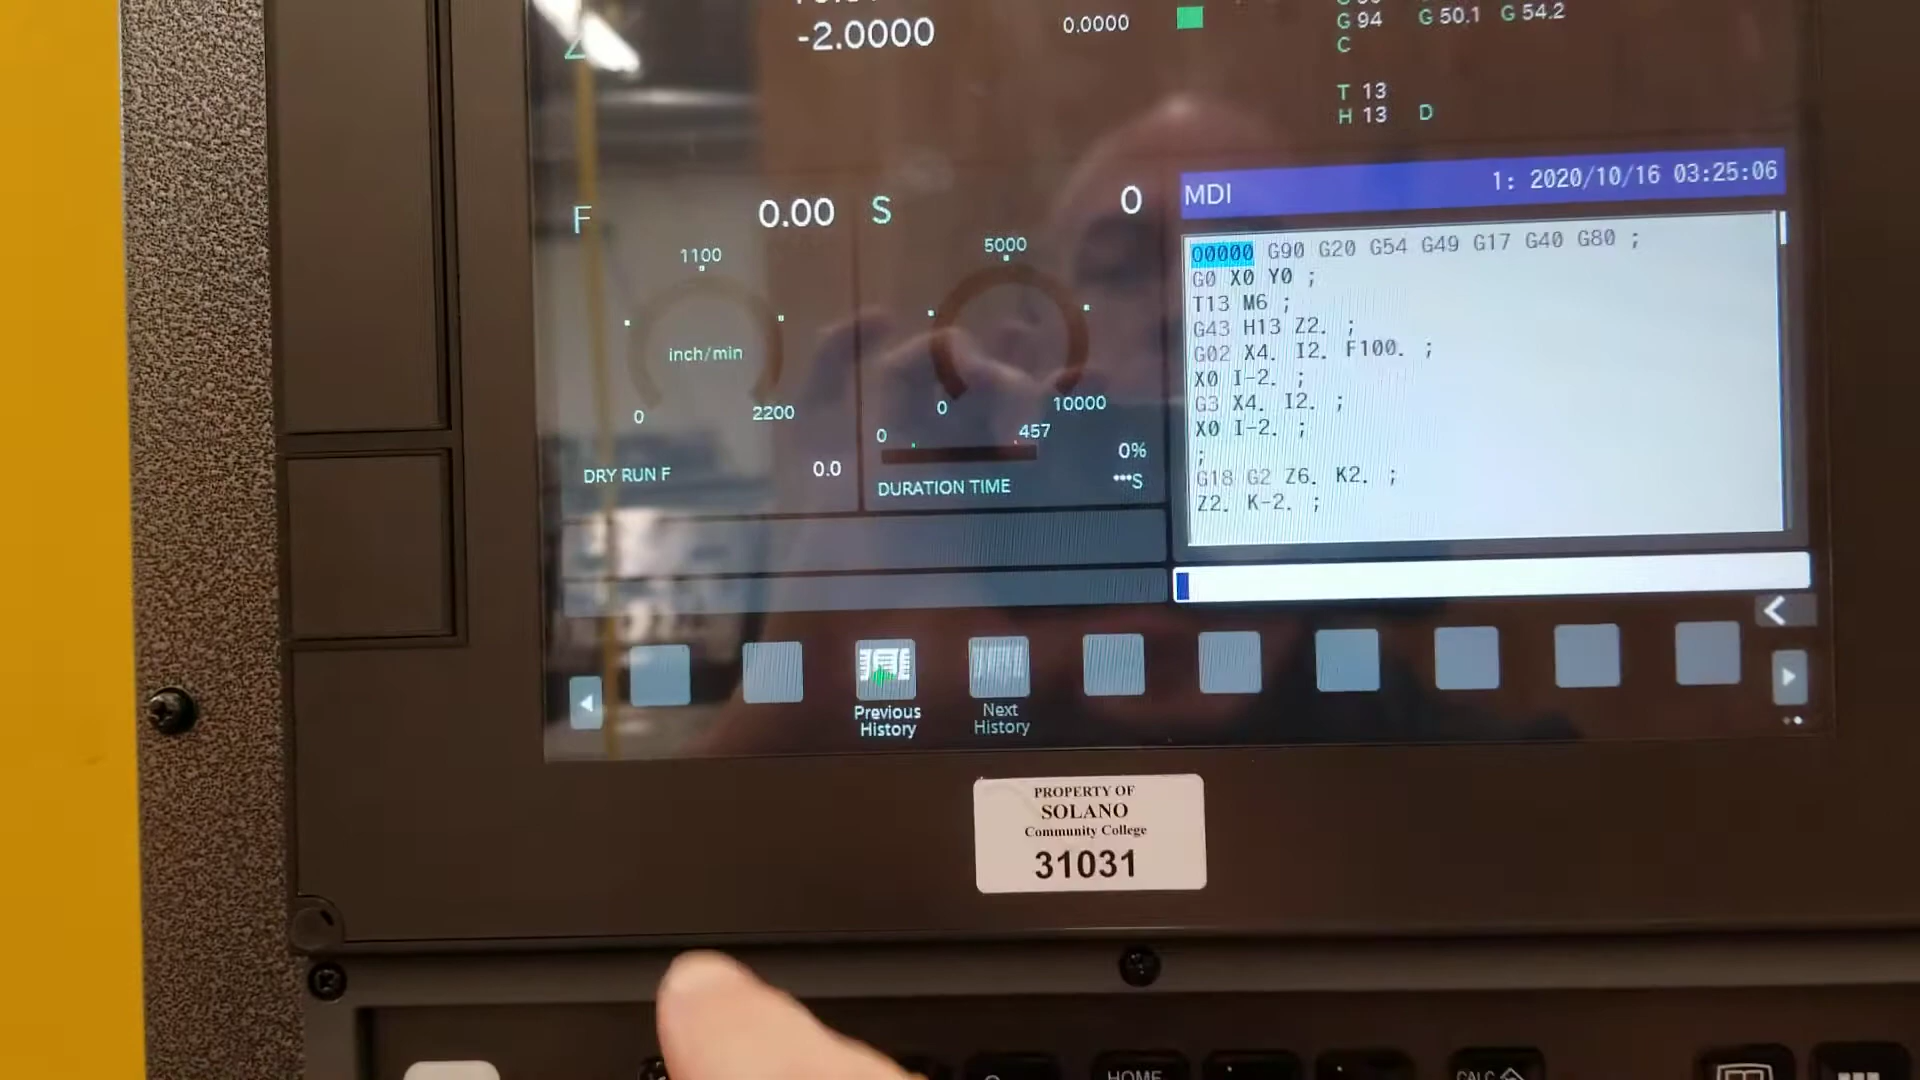 Z -2.0000 0.0000
G 94 G 50.1 G 54.2
C
T 13
H 13 D
F 0.00 S 0
1100
inch/min
0 2200
DRY RUN F 0.0
5000
0 10000
0 457
0%
DURATION TIME ***S
MDI 1: 2020/10/16 03:25:06
O0000 G90 G20 G54 G49 G17 G40 G80 ;
G0 X0 Y0 ;
T13 M6 ;
G43 H13 Z2. ;
G02 X4. I2. F100. ;
X0 I-2. ;
G3 X4. I2. ;
X0 I-2. ;
;
G18 G2 Z6. K2. ;
Z2. K-2. ;
Previous
History
Next
History
PROPERTY OF
SOLANO
Community College
31031
HOME
CALC